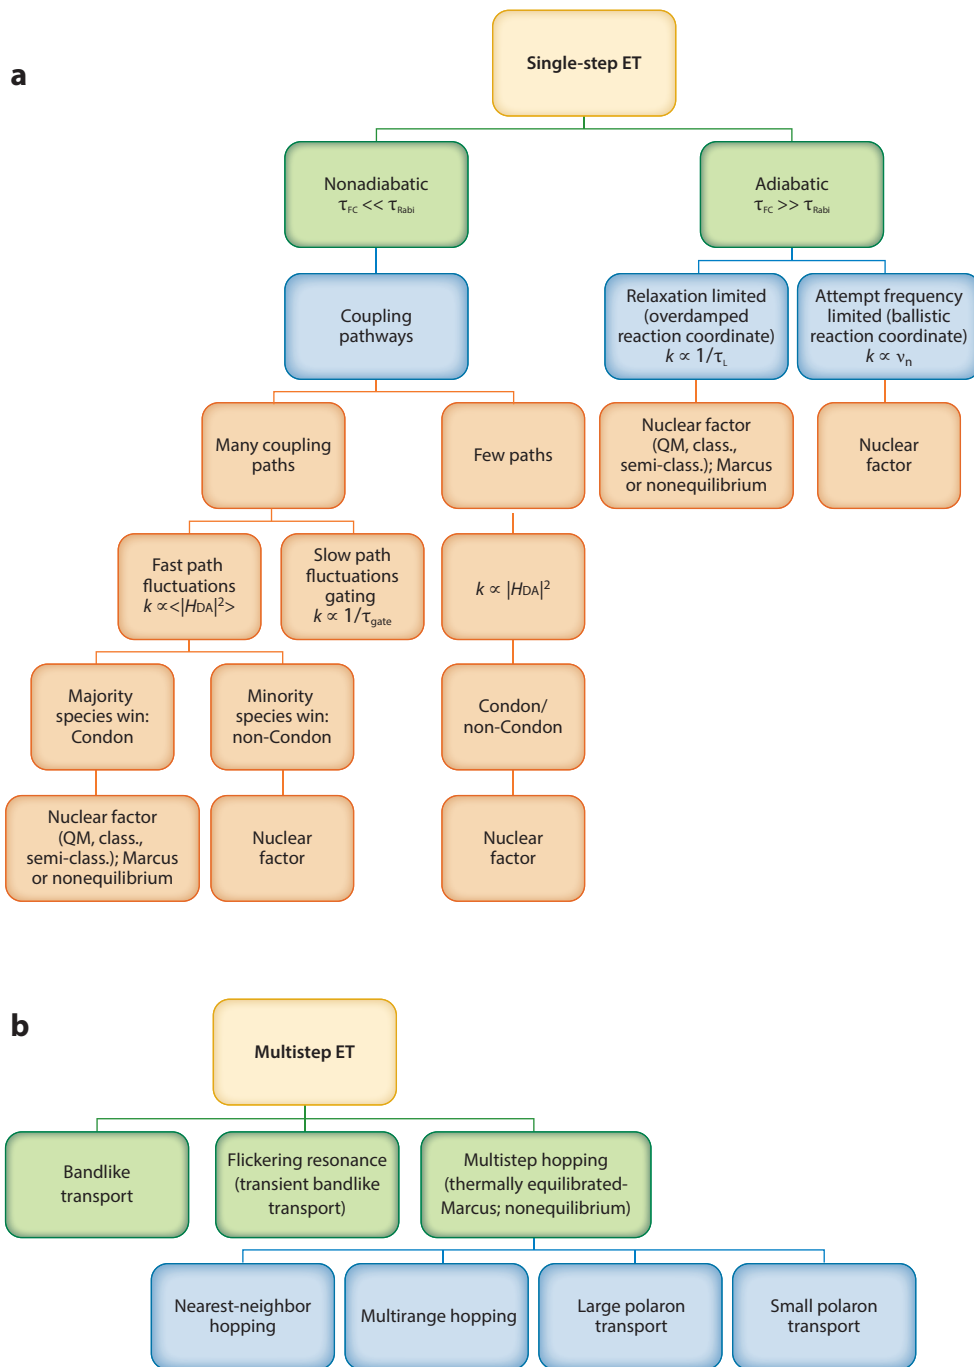 a
Single-step ET
Nonadiabatic
τFC << τRabi
Adiabatic
τFC >> τRabi
Coupling
pathways
Relaxation limited
(overdamped
reaction coordinate)
k ∝ 1/τL
Attempt frequency
limited (ballistic
reaction coordinate)
k ∝ νn
Many coupling
paths
Few paths
Nuclear factor
(QM, class.,
semi-class.); Marcus
or nonequilibrium
Nuclear
factor
Fast path
fluctuations
k ∝<|HDA|²>
Slow path
fluctuations
gating
k ∝ 1/τgate
k ∝ |HDA|²
Majority
species win:
Condon
Minority
species win:
non-Condon
Condon/
non-Condon
Nuclear factor
(QM, class.,
semi-class.); Marcus
or nonequilibrium
Nuclear
factor
Nuclear
factor
b
Multistep ET
Bandlike
transport
Flickering resonance
(transient bandlike
transport)
Multistep hopping
(thermally equilibrated-
Marcus; nonequilibrium)
Nearest-neighbor
hopping
Multirange hopping
Large polaron
transport
Small polaron
transport